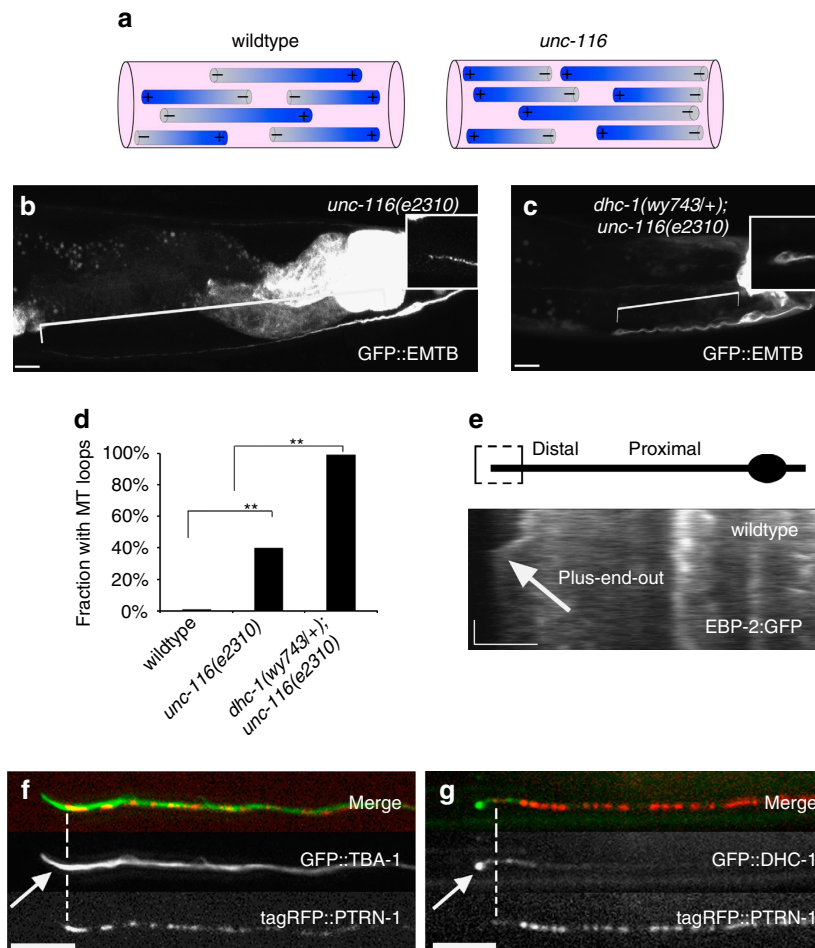 a
wildtype
unc-116
− +
+ −
+ −
− +
− +
− +
− +
+ −
+ −
+ −
+ −
+ −
+ −
+ −
b
unc-116(e2310)
GFP::EMTB
c
dhc-1(wy743/+);
unc-116(e2310)
GFP::EMTB
d
Fraction with MT loops
100%
80%
60%
40%
20%
0%
**
**
wildtype
unc-116(e2310)
dhc-1(wy743/+);
unc-116(e2310)
e
Distal
Proximal
wildtype
Plus-end-out
EBP-2:GFP
f
Merge
GFP::TBA-1
tagRFP::PTRN-1
g
Merge
GFP::DHC-1
tagRFP::PTRN-1